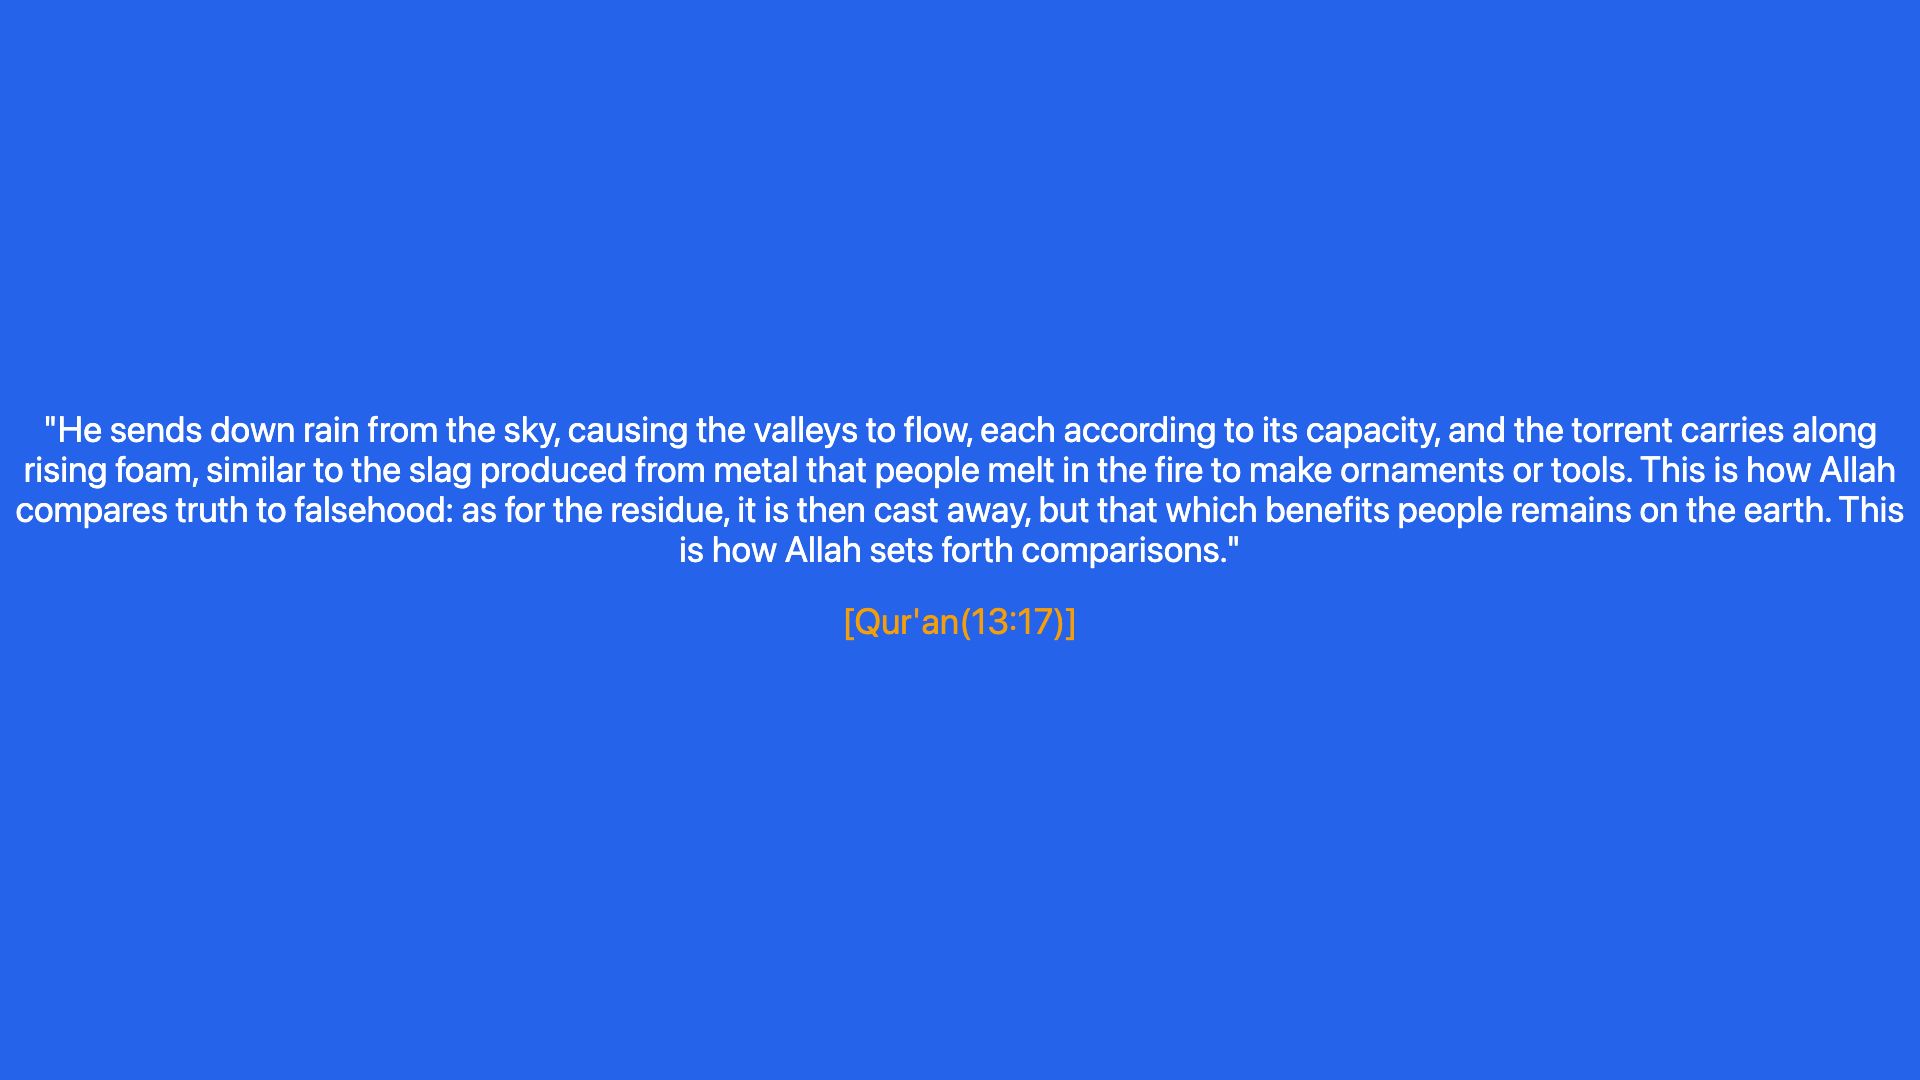 "He sends down rain from the sky, causing the valleys to flow, each according to its capacity, and the torrent carries along
rising foam, similar to the slag produced from metal that people melt in the fire to make ornaments or tools. This is how Allah
compares truth to falsehood: as for the residue, it is then cast away, but that which benefits people remains on the earth. This
is how Allah sets forth comparisons."
[Qur'an(13:17)]